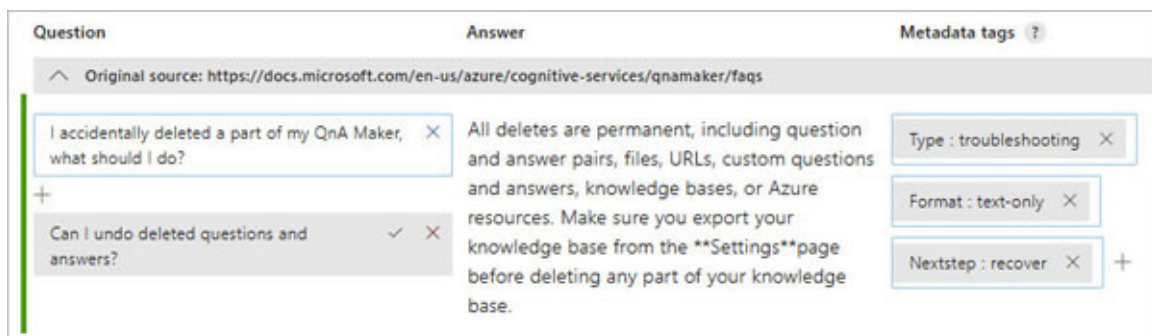 Question Answer Metadata tags ?
Original source: https://docs.microsoft.com/en-us/azure/cognitive-services/qnamaker/faqs
I accidentally deleted a part of my QnA Maker,
what should I do?
Can I undo deleted questions and
answers?
All deletes are permanent, including question
and answer pairs, files, URLs, custom questions
and answers, knowledge bases, or Azure
resources. Make sure you export your
knowledge base from the **Settings**page
before deleting any part of your knowledge
base.
Type : troubleshooting
Format : text-only
Nextstep : recover